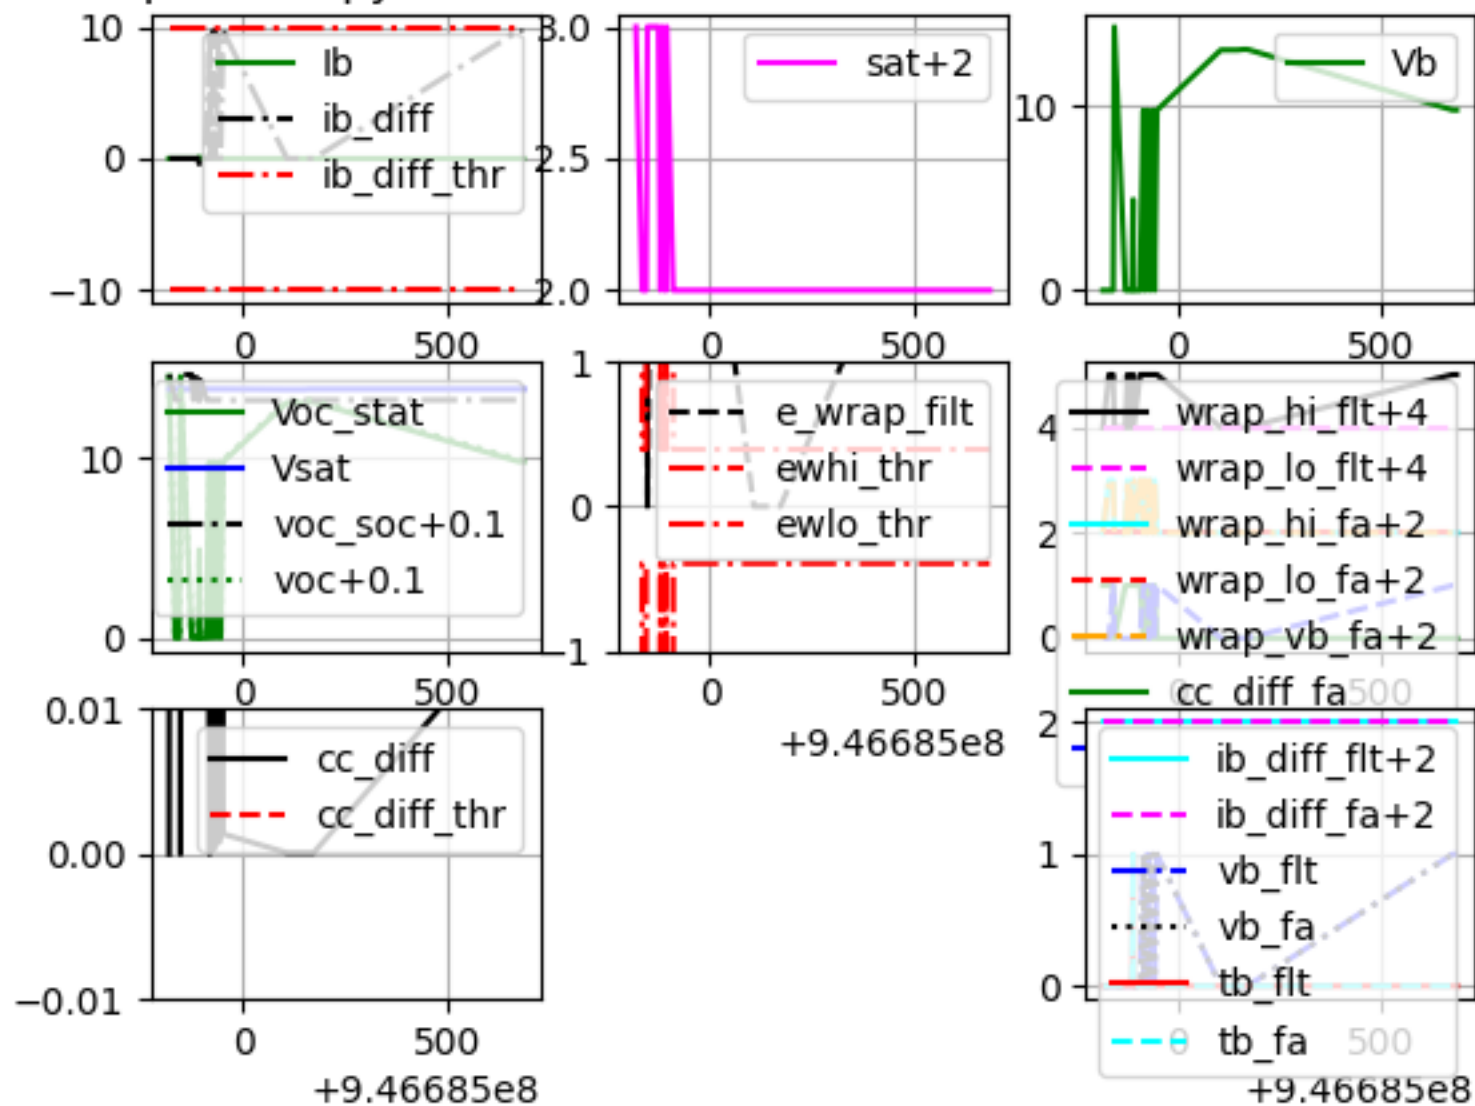 10
0
−10
0
500
Ib
ib_diff
ib_diff_thr
3.0
2.5
2.0
0
500
sat+2
10
0
0
500
Vb
10
0
0
500
Voc_stat
Vsat
voc_soc+0.1
voc+0.1
1
0
−1
0
500
+9.46685e8
e_wrap_filt
ewhi_thr
ewlo_thr
4
2
0
0
500
wrap_hi_flt+4
wrap_lo_flt+4
wrap_hi_fa+2
wrap_lo_fa+2
wrap_vb_fa+2
cc_diff_fa
0.01
0.00
−0.01
0
500
+9.46685e8
cc_diff
cc_diff_thr
2
1
0
0
500
+9.46685e8
ib_diff_flt+2
ib_diff_fa+2
vb_flt
vb_fa
tb_flt
tb_fa